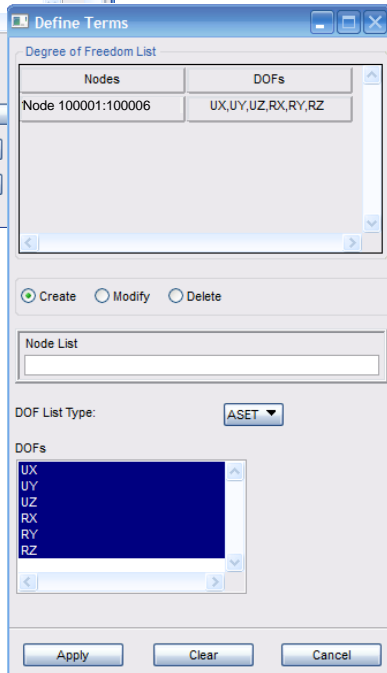 Define Terms
Degree of Freedom List
Nodes DOFs
Node 100001:100006 UX,UY,UZ,RX,RY,RZ
Create Modify Delete
Node List
DOF List Type: ASET
DOFs
UX
UY
UZ
RX
RY
RZ
Apply Clear Cancel